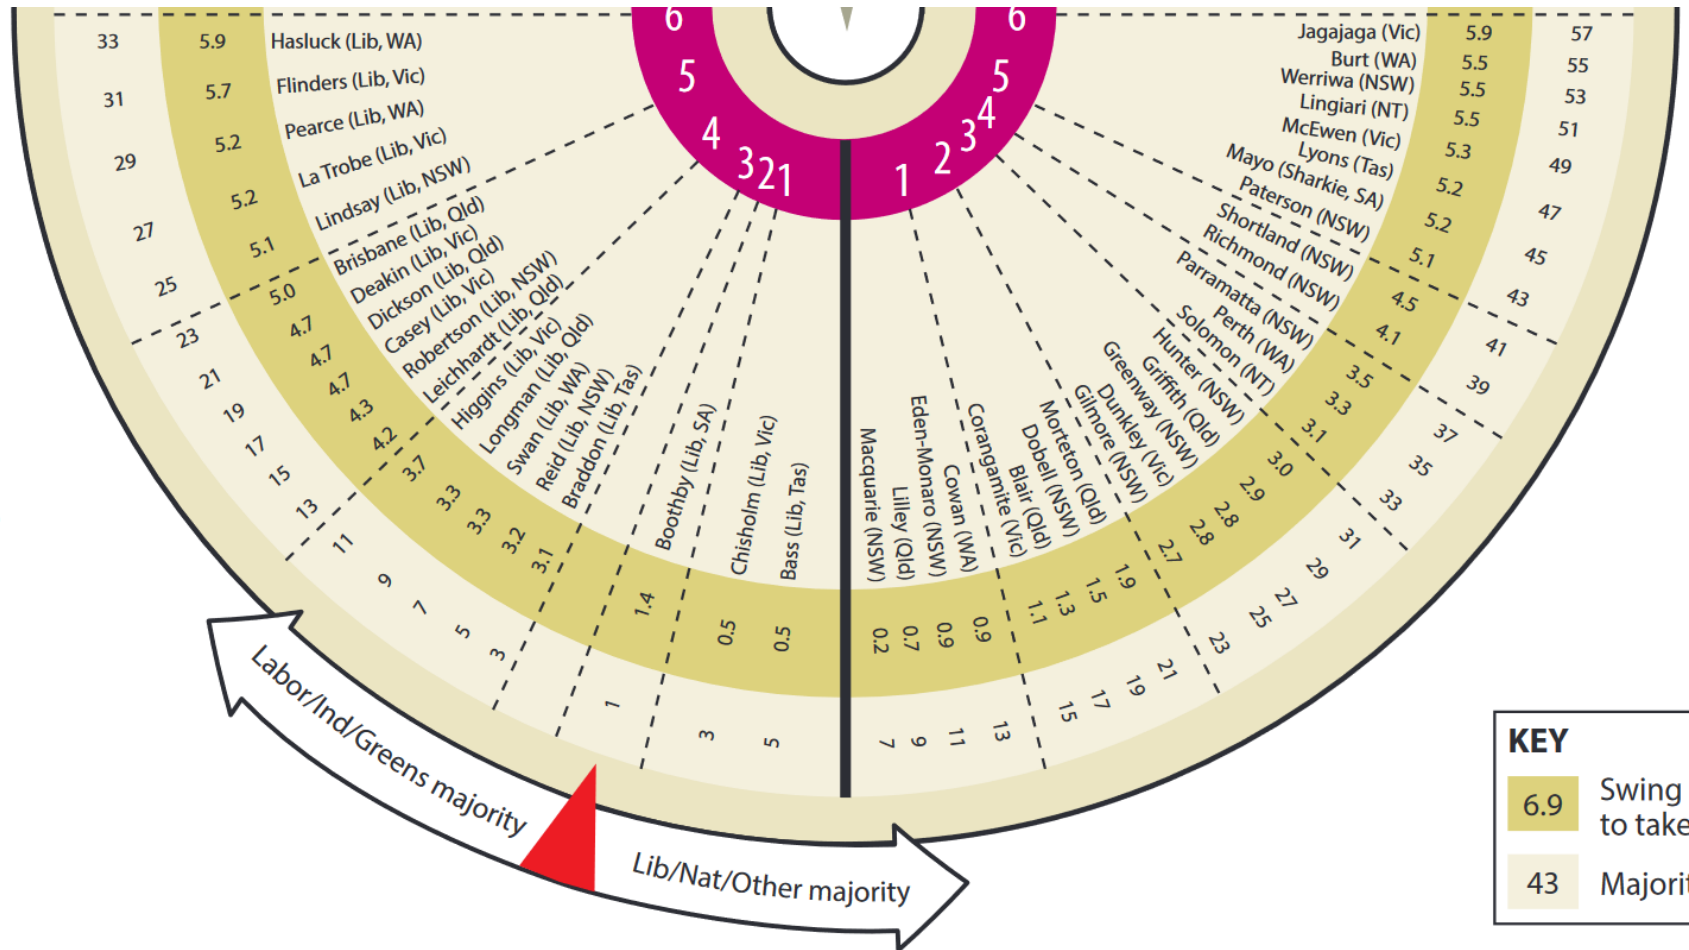 33
5.9
Hasluck (Lib, WA)
31
5.7
Flinders (Lib, Vic)
29
5.2
Pearce (Lib, WA)
27
5.2
La Trobe (Lib, Vic)
25
5.1
Lindsay (Lib, NSW)
23
5.0
Brisbane (Lib, Qld)
21
4.7
Deakin (Lib, Vic)
19
4.7
Dickson (Lib, Qld)
17
4.7
Casey (Lib, Vic)
15
4.3
Robertson (Lib, NSW)
13
4.2
Leichhardt (Lib, Qld)
11
3.7
Higgins (Lib, Vic)
9
3.3
Longman (Lib, Qld)
7
3.3
Swan (Lib, WA)
5
3.2
Reid (Lib, NSW)
3
3.1
Braddon (Lib, Tas)
1
1.4
Boothby (Lib, SA)
3
0.5
Chisholm (Lib, Vic)
5
0.5
Bass (Lib, Tas)
6
5
4
3
2
1
1
2
3
4
5
6
Macquarie (NSW)
0.2
7
Lilley (Qld)
0.7
9
Eden-Monaro (NSW)
0.9
11
Cowan (WA)
0.9
13
Corangamite (Vic)
1.1
15
Blair (Qld)
1.3
17
Dobell (NSW)
1.5
19
Moreton (Qld)
1.9
21
Gilmore (NSW)
2.7
23
Dunkley (Vic)
2.8
25
Greenway (NSW)
2.8
27
Griffith (Qld)
2.9
29
Hunter (NSW)
3.0
31
Solomon (NT)
3.1
33
Perth (WA)
3.3
35
Parramatta (NSW)
3.5
37
Richmond (NSW)
4.1
39
Shortland (NSW)
4.5
41
Paterson (NSW)
5.1
43
Mayo (Sharkie, SA)
5.2
45
Lyons (Tas)
5.2
47
McEwen (Vic)
5.3
49
Lingiari (NT)
5.5
51
Werriwa (NSW)
5.5
53
Burt (WA)
5.5
55
Jagajaga (Vic)
5.9
57
Labor/Ind/Greens majority
Lib/Nat/Other majority
KEY
6.9
Swing
to take
43
Majorit